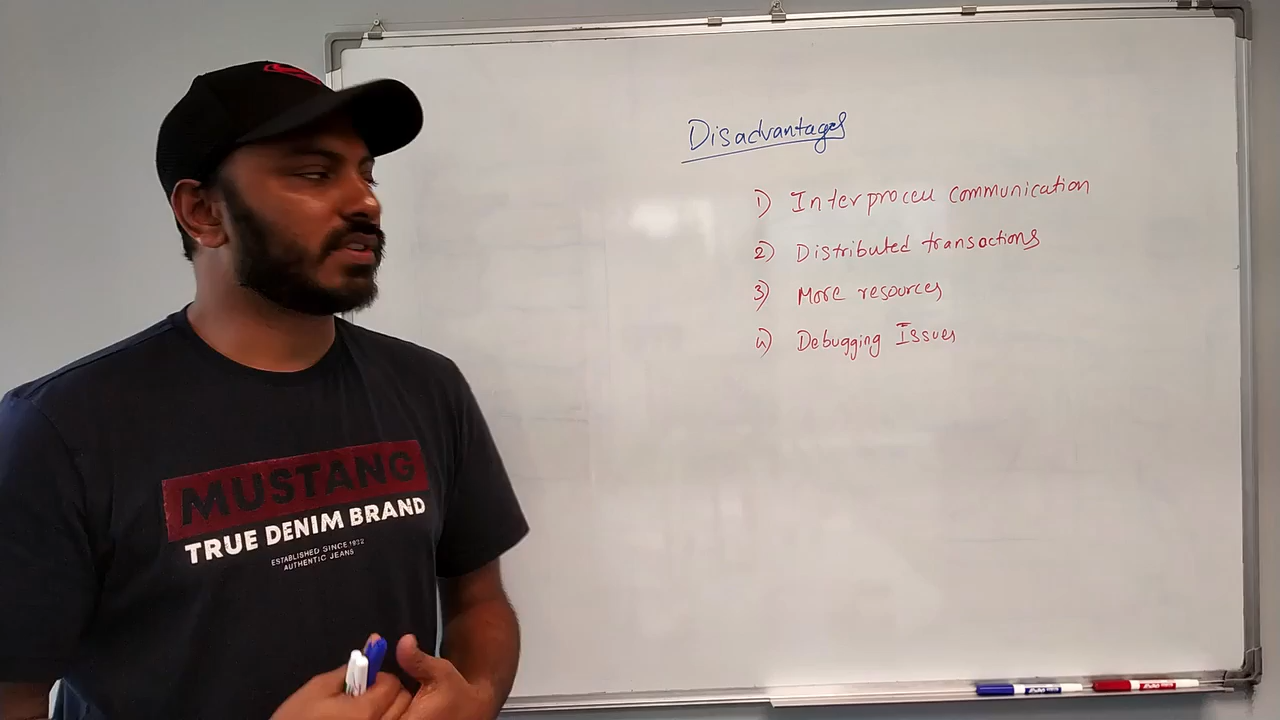 Disadvantages
1) Interprocess communication
2) Distributed transactions
3) More resources
4) Debugging Issues
MUSTANG
TRUE DENIM BRAND
ESTABLISHED SINCE 1932
AUTHENTIC JEANS